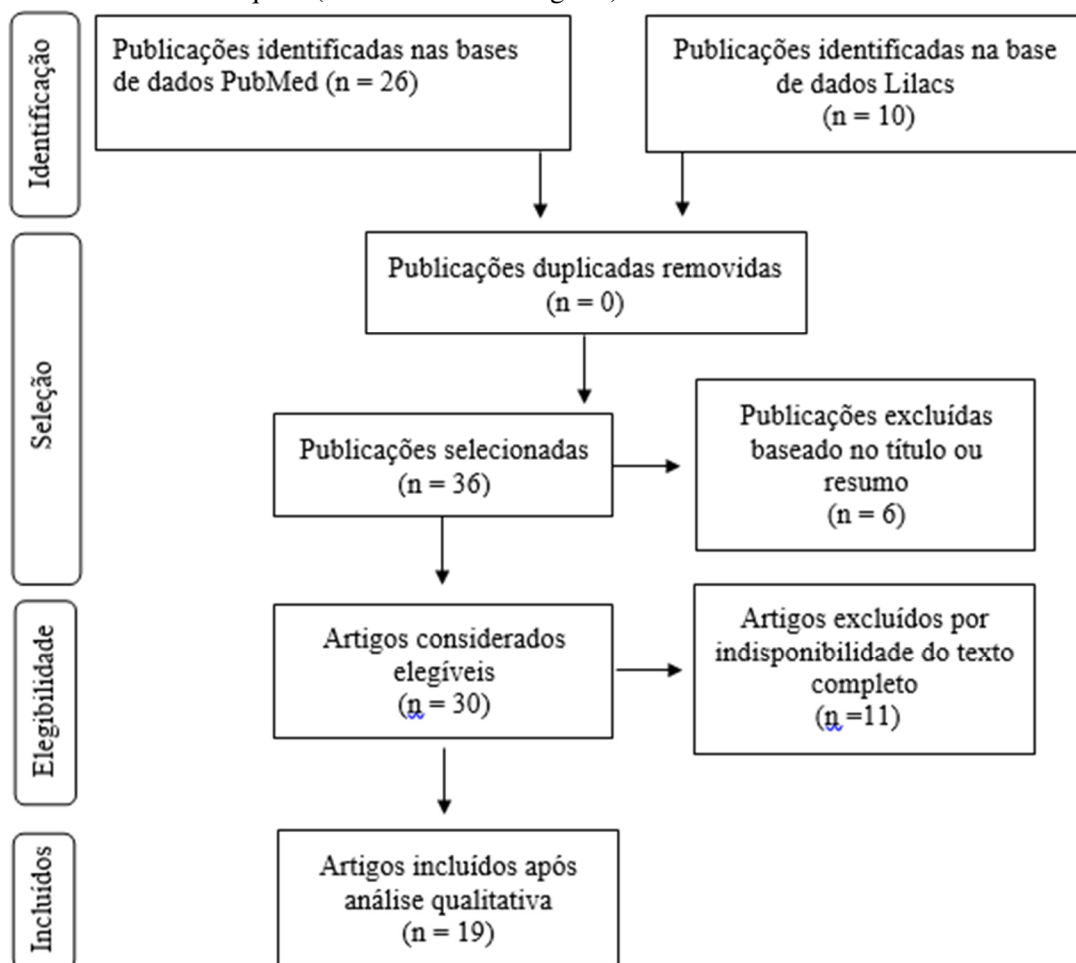 Identificação
Publicações identificadas nas bases
de dados PubMed (n = 26)
Publicações identificadas na base
de dados Lilacs
(n = 10)
Seleção
Publicações duplicadas removidas
(n = 0)
Publicações selecionadas
(n = 36)
Publicações excluídas
baseado no título ou
resumo
(n = 6)
Elegibilidade
Artigos considerados
elegíveis
(n = 30)
Artigos excluídos por
indisponibilidade do texto
completo
(n =11)
Incluídos
Artigos incluídos após
análise qualitativa
(n = 19)